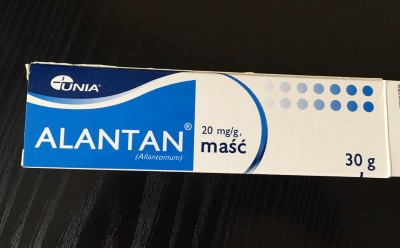 UNIA®
ALANTAN®
(Allantoinum)
20 mg/g,
maść
30 g